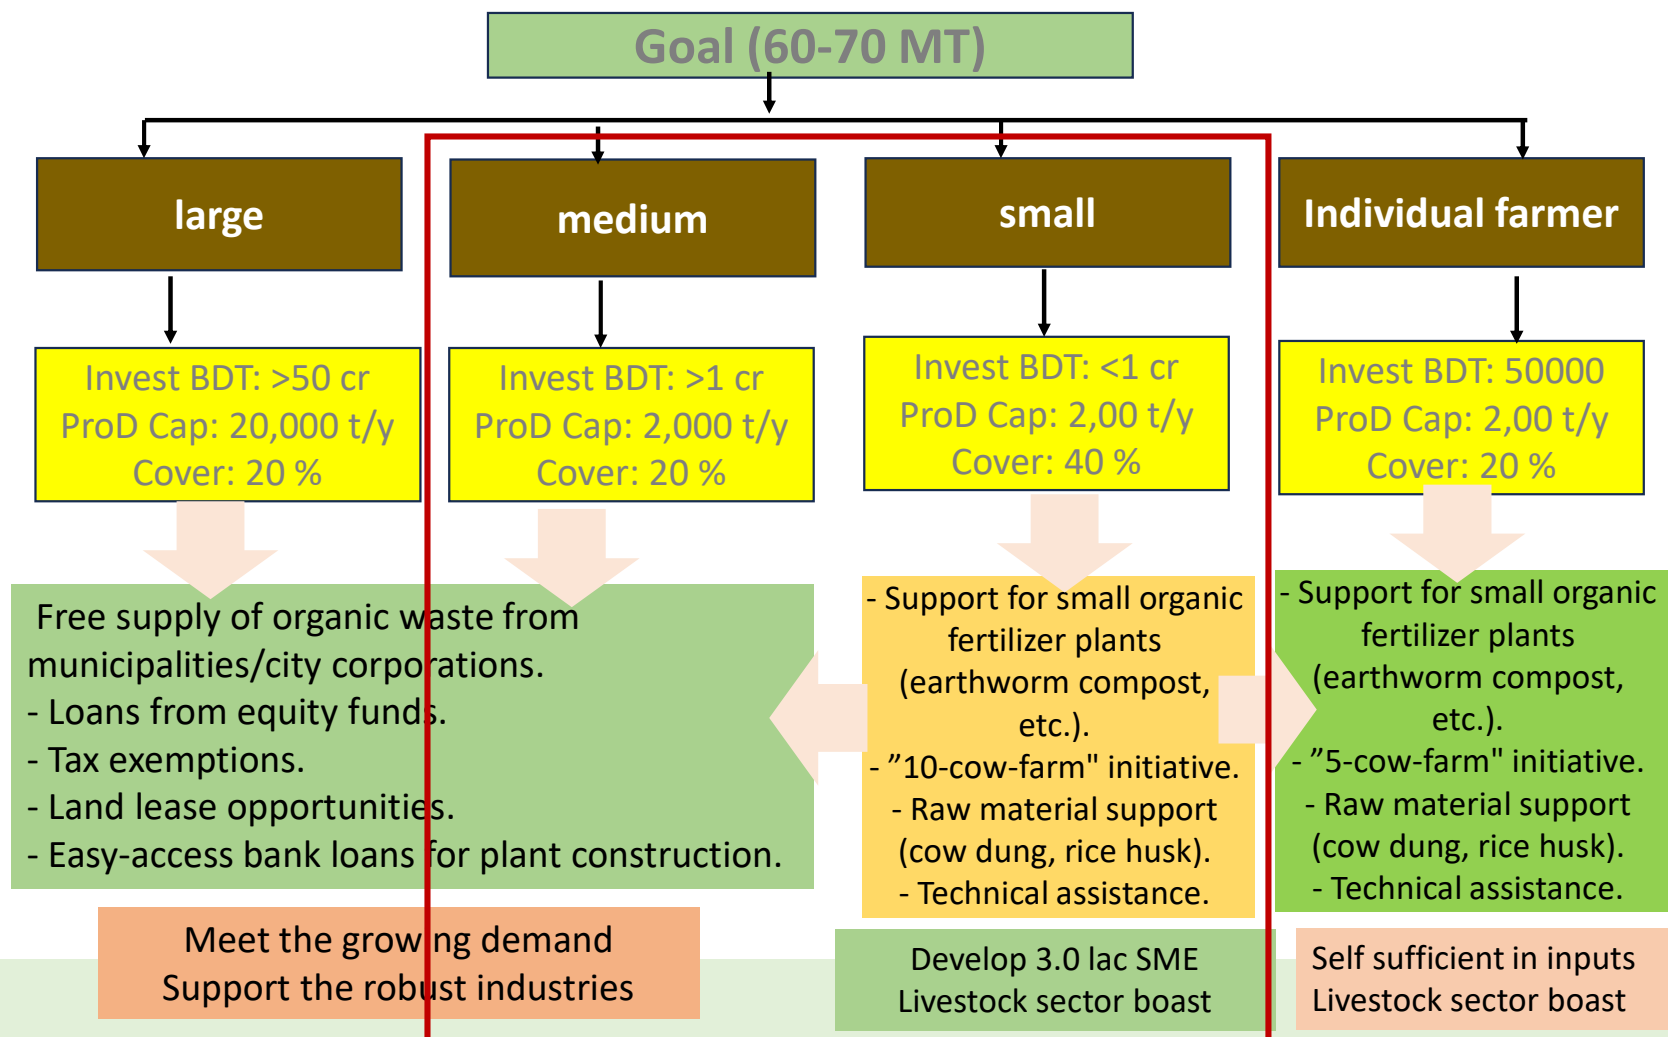 Goal (60-70 MT)
large
medium
small
Individual farmer
Invest BDT: >50 cr
ProD Cap: 20,000 t/y
Cover: 20 %
Invest BDT: >1 cr
ProD Cap: 2,000 t/y
Cover: 20 %
Invest BDT: <1 cr
ProD Cap: 2,00 t/y
Cover: 40 %
Invest BDT: 50000
ProD Cap: 2,00 t/y
Cover: 20 %
Free supply of organic waste from
municipalities/city corporations.
- Loans from equity funds.
- Tax exemptions.
- Land lease opportunities.
- Easy-access bank loans for plant construction.
- Support for small organic
fertilizer plants
(earthworm compost,
etc.).
- ”10-cow-farm" initiative.
- Raw material support
(cow dung, rice husk).
- Technical assistance.
- Support for small organic
fertilizer plants
(earthworm compost,
etc.).
- ”5-cow-farm" initiative.
- Raw material support
(cow dung, rice husk).
- Technical assistance.
Meet the growing demand
Support the robust industries
Develop 3.0 lac SME
Livestock sector boast
Self sufficient in inputs
Livestock sector boast